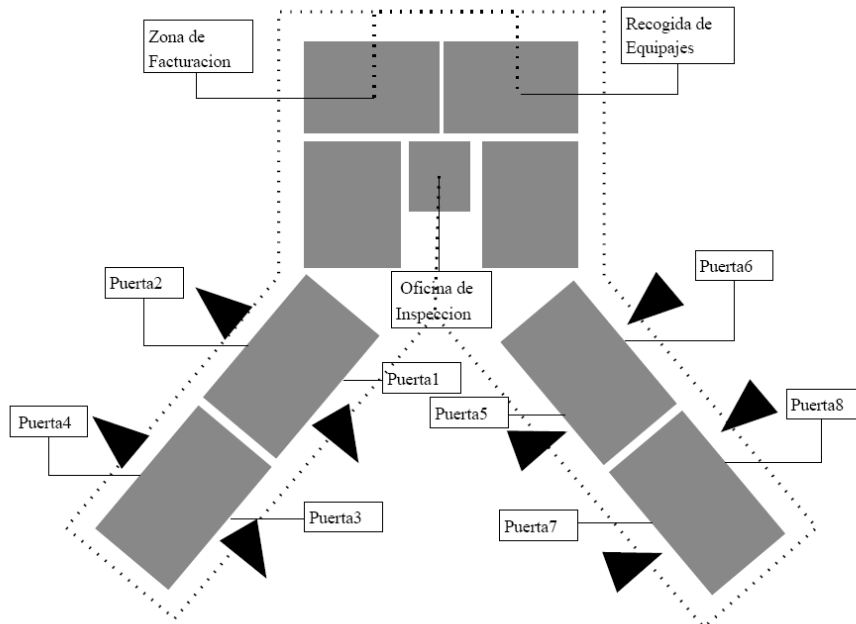 Zona de
Facturacion
Recogida de
Equipajes
Puerta2
Oficina de
Inspeccion
Puerta6
Puerta1
Puerta4
Puerta5
Puerta8
Puerta3
Puerta7